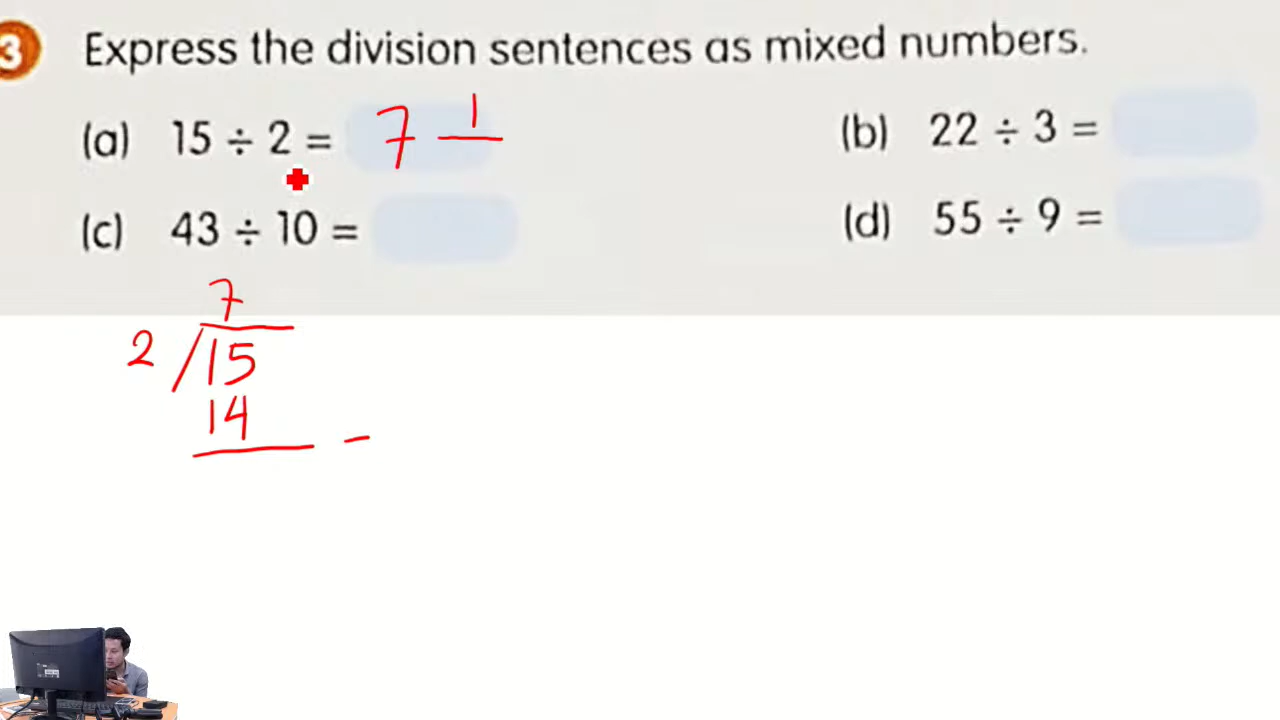 3 Express the division sentences as mixed numbers.
(a) 15 ÷ 2 = 7 1
(b) 22 ÷ 3 =
(c) 43 ÷ 10 =
(d) 55 ÷ 9 =
7
2 15
14
—